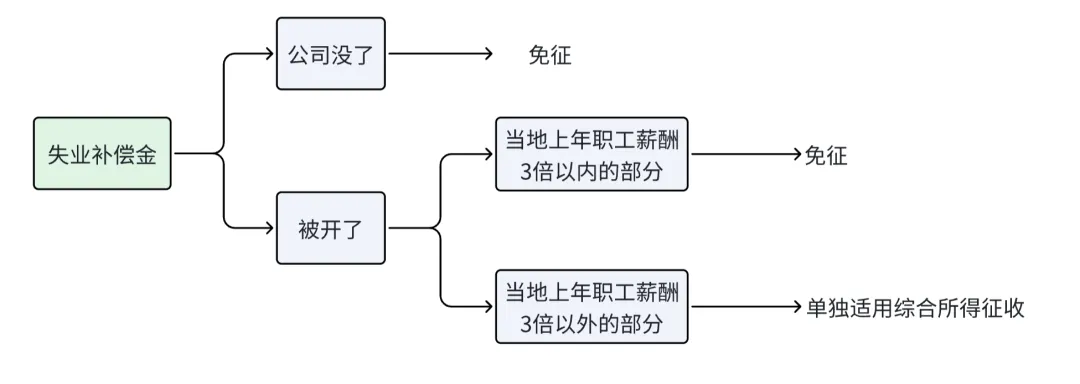 公司没了
免征
失业补偿金
当地上年职工薪酬
3倍以内的部分
免征
被开了
当地上年职工薪酬
3倍以外的部分
单独适用综合所得征收